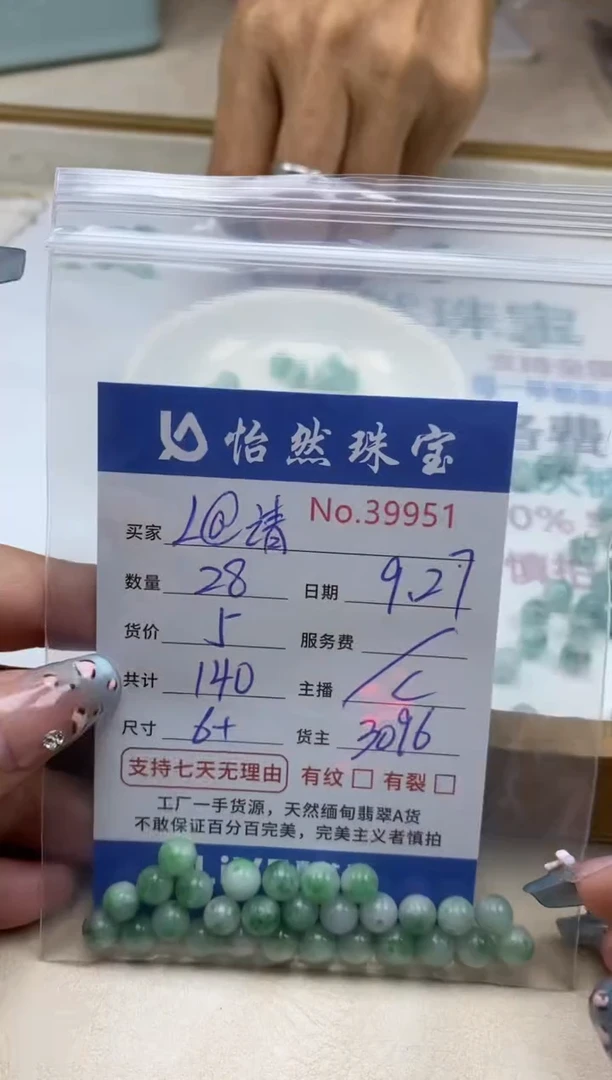 怡然珠宝
No.39951
买家 L@清
数量 28 日期 9.27
货价 5 服务费 /
共计 140 主播 C
尺寸 6+ 货主 3096
支持七天无理由 有纹□ 有裂□
工厂一手货源，天然缅甸翡翠A货
不敢保证百分百完美，完美主义者慎拍